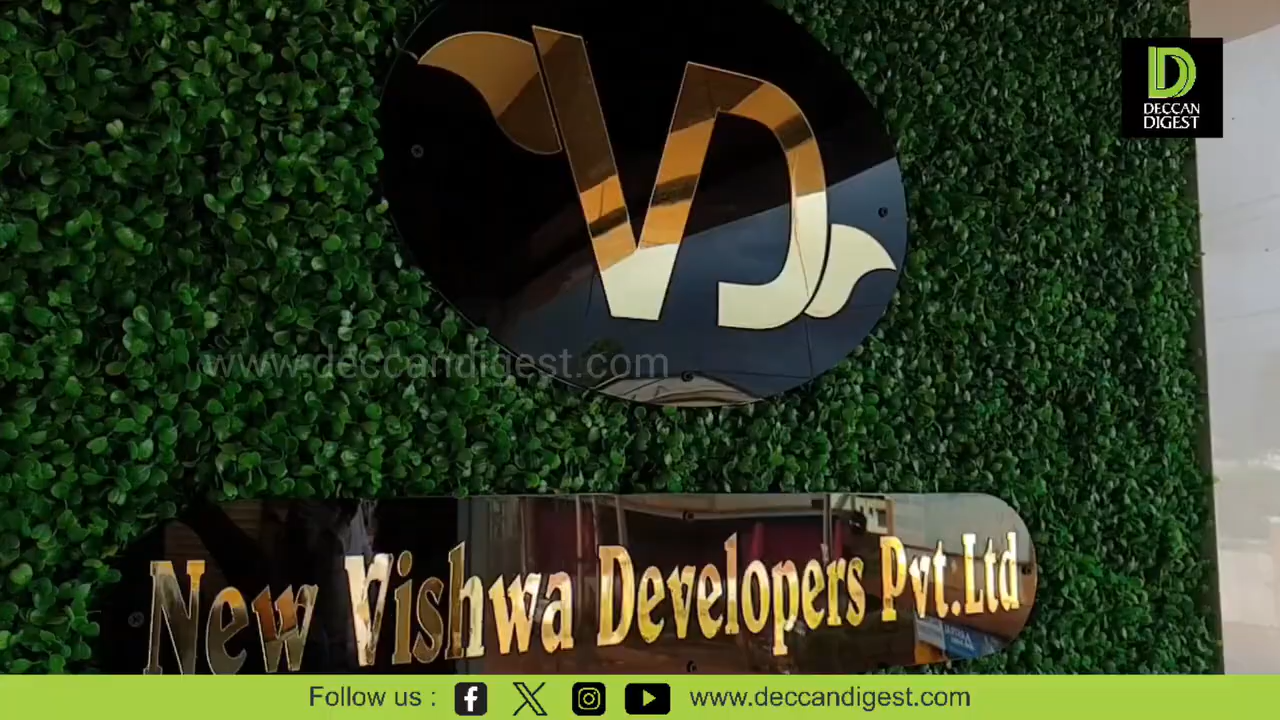 VD
DECCAN
DIGEST
www.deccandigest.com
New Vishwa Developers Pvt.Ltd
Follow us :
www.deccandigest.com